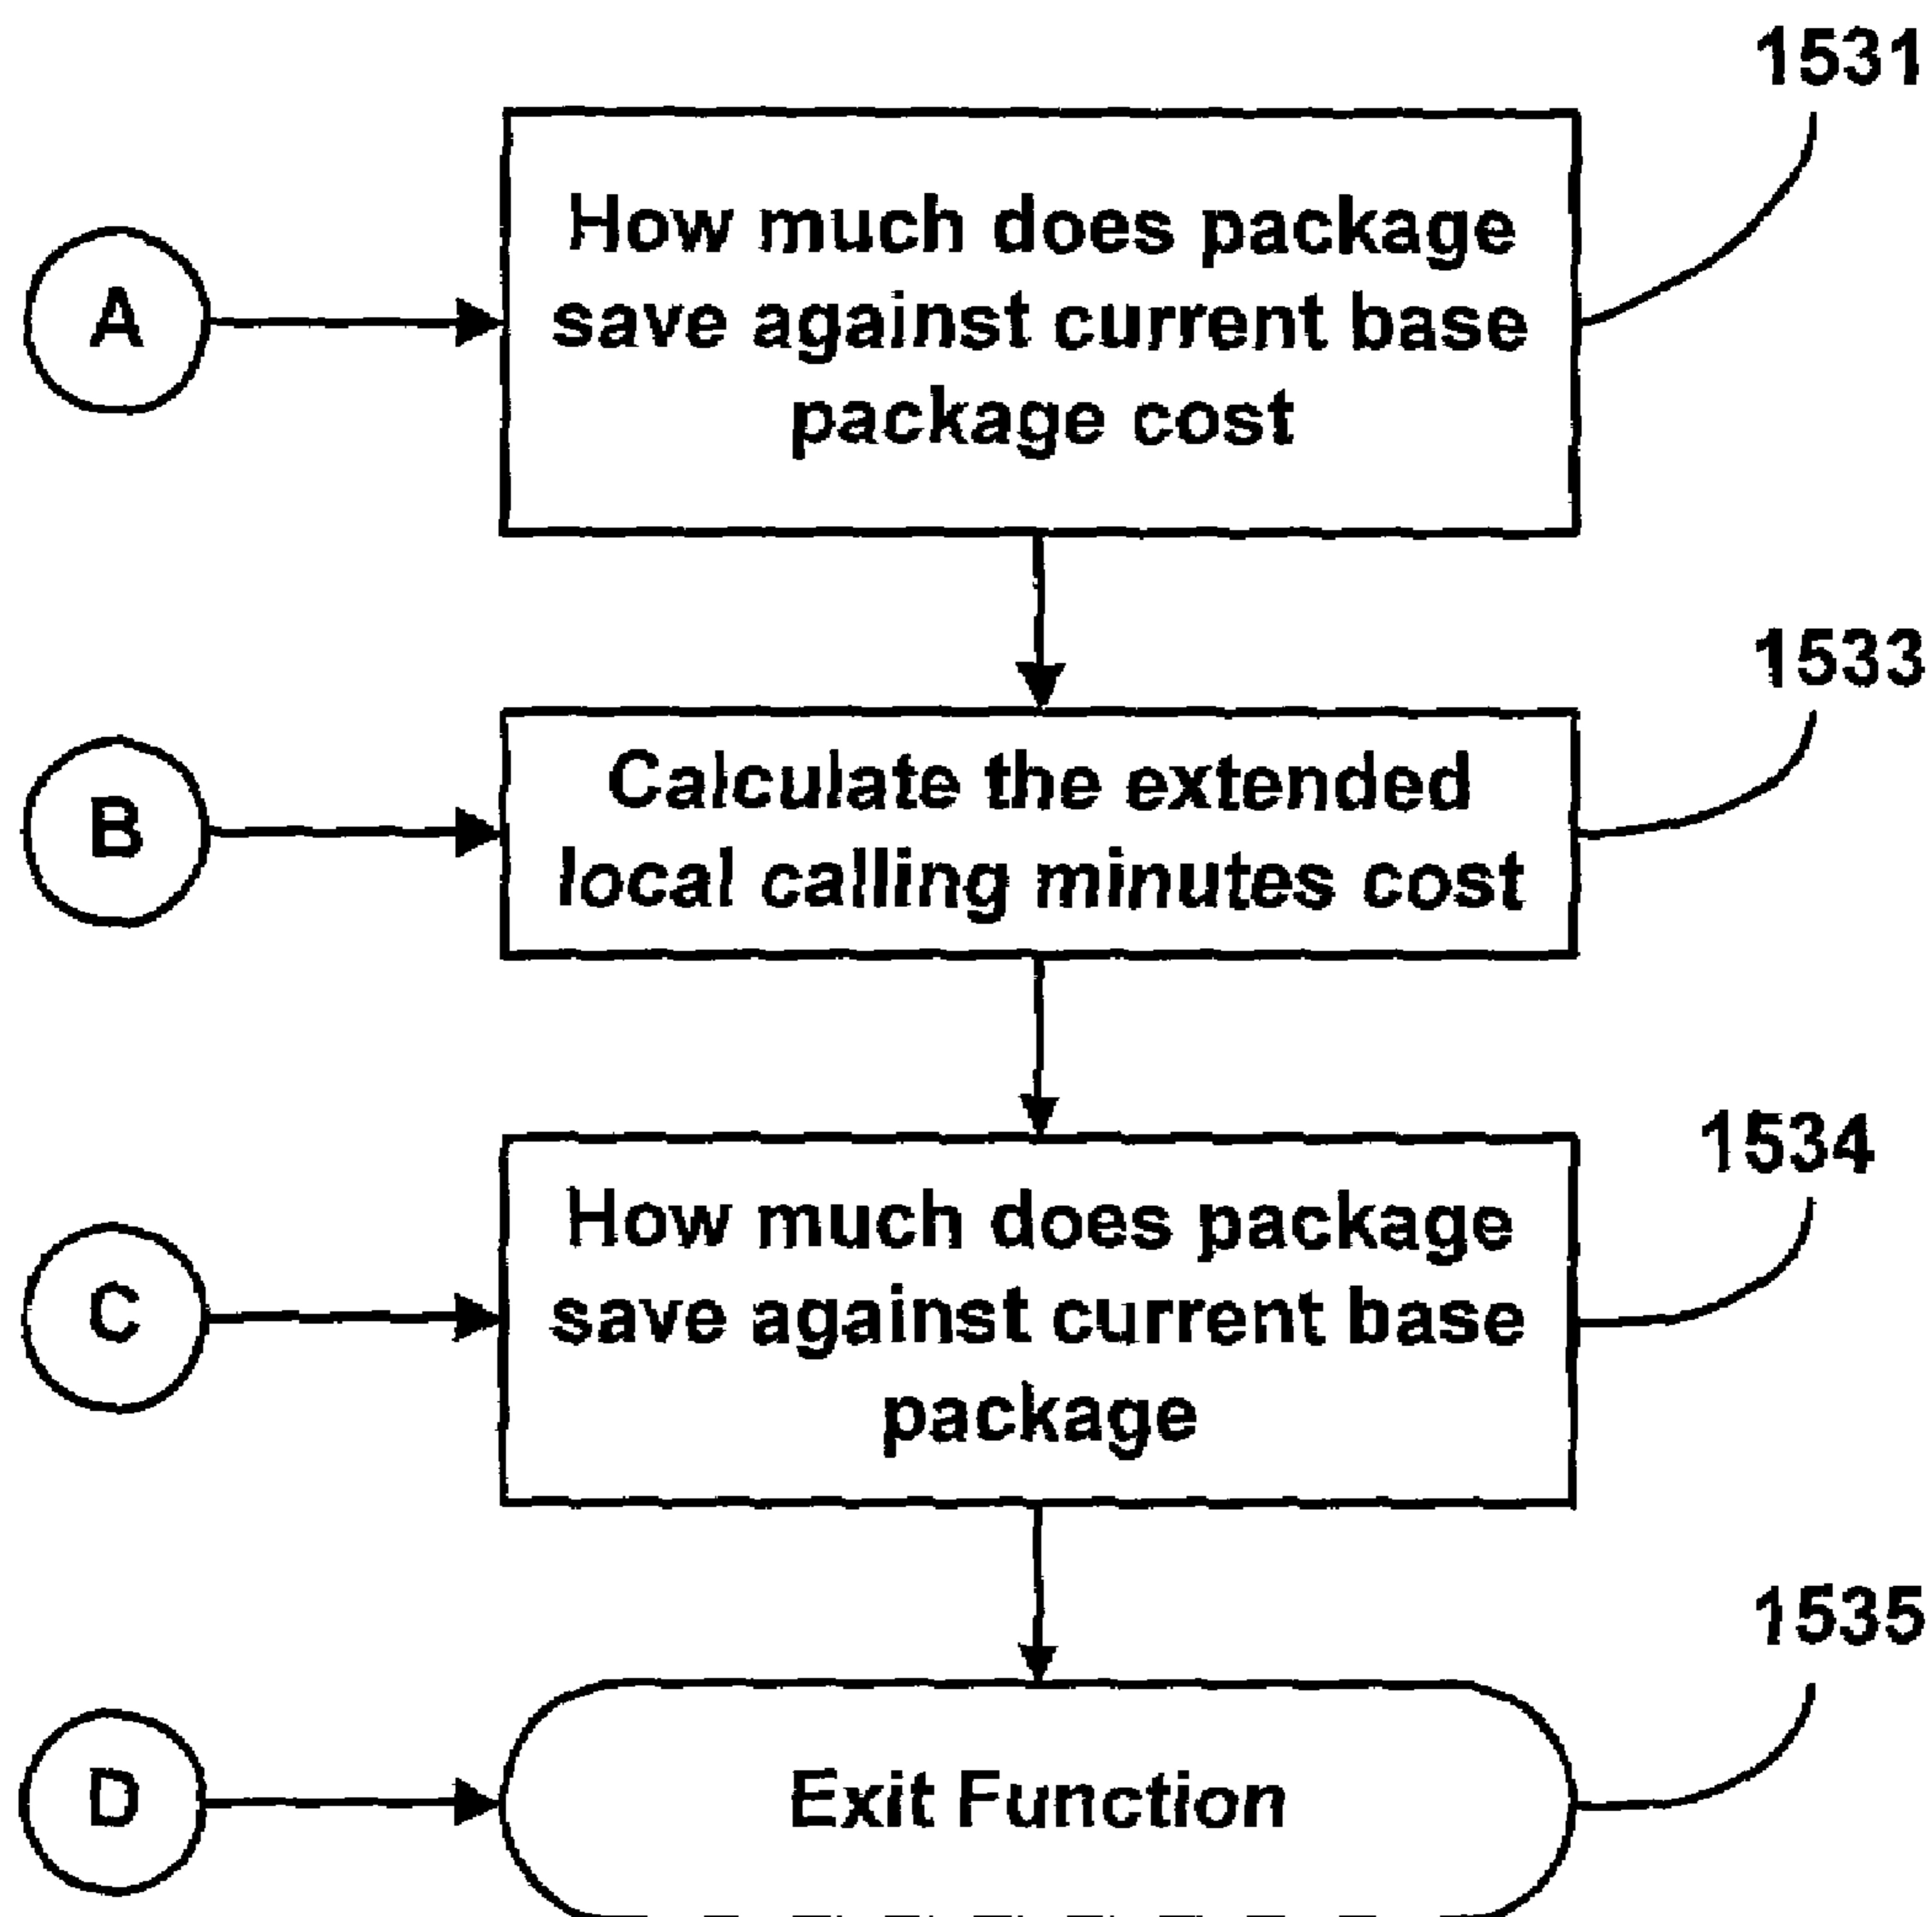 1531
How much does package
save against current base
package cost
A
1533
Calculate the extended
local calling minutes cost
B
1534
How much does package
save against current base
package
C
1535
Exit Function
D